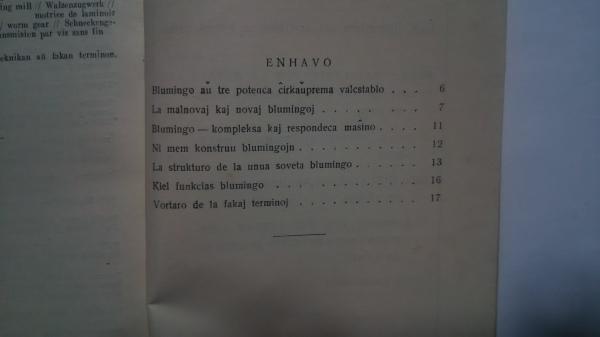 ing mill // Walzenzugwerk //
motrice de laminoir
/ worm gear // Schneckenge-
ansmision par vis sans fin
eknikan aŭ fakan terminon.
ENHAVO
Blumingo aŭ tre potenca ĉirkaŭprema valcstablo . . . 6
La malnovaj kaj novaj blumingoj . . . . . . 7
Blumingo — kompleksa kaj respondeca maŝino . . . . 11
Ni mem konstruu blumingojn . . . . . . . . . . 12
La strukturo de la unua soveta blumingo . . . . . . 13
Kiel funkcias blumingo . . . . . . . . . . . . 16
Vortaro de la fakaj terminoj . . . . . . . . . . 17